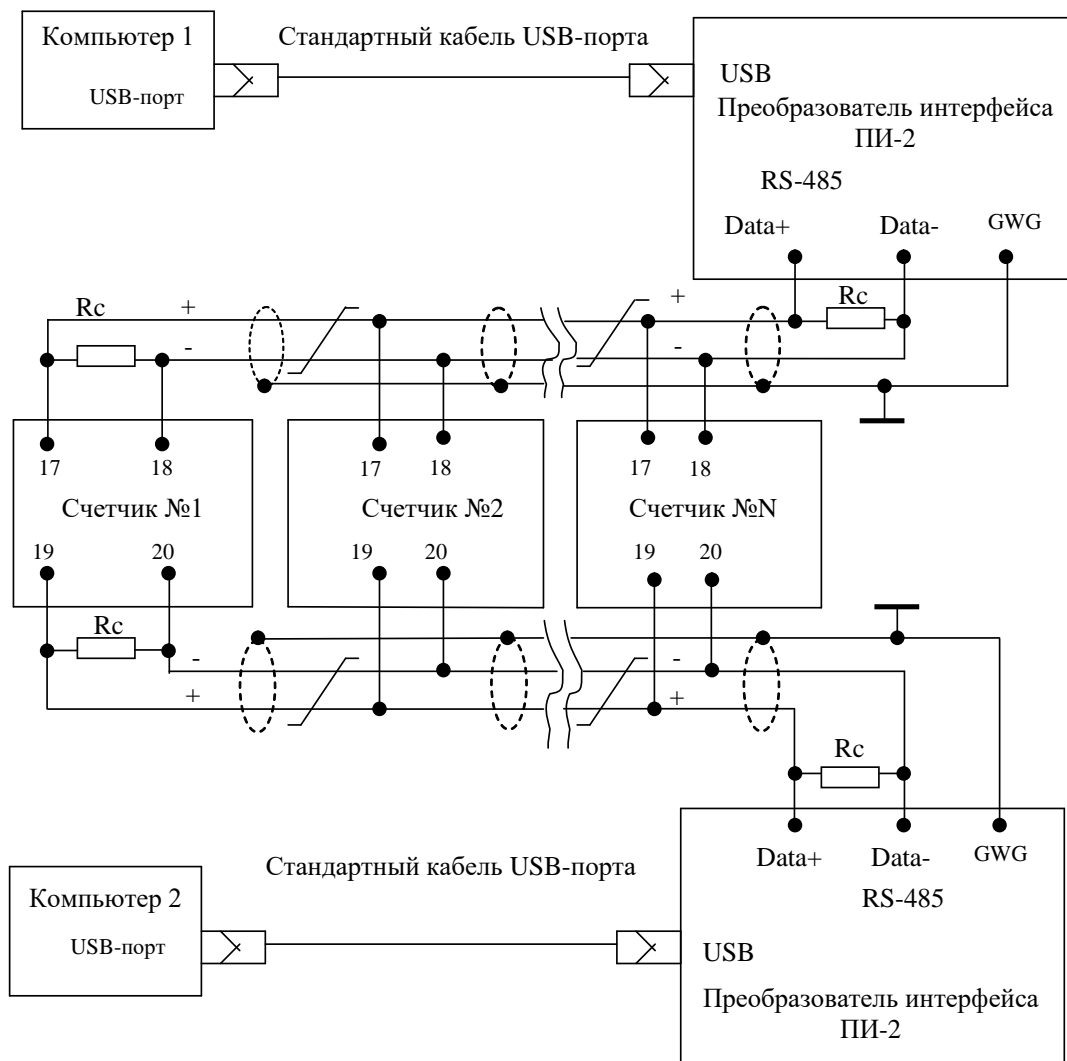 Компьютер 1
USB-порт
Стандартный кабель USB-порта
USB
Преобразователь интерфейса
ПИ-2
RS-485
Data+ Data- GWG
Rc + + Rc
- -
17 18 17 18 17 18
Счетчик №1 Счетчик №2 Счетчик №N
19 20 19 20 19 20
Rc
- -
+ +
Rc
Data+ Data- GWG
RS-485
Стандартный кабель USB-порта
Компьютер 2
USB-порт
USB
Преобразователь интерфейса
ПИ-2